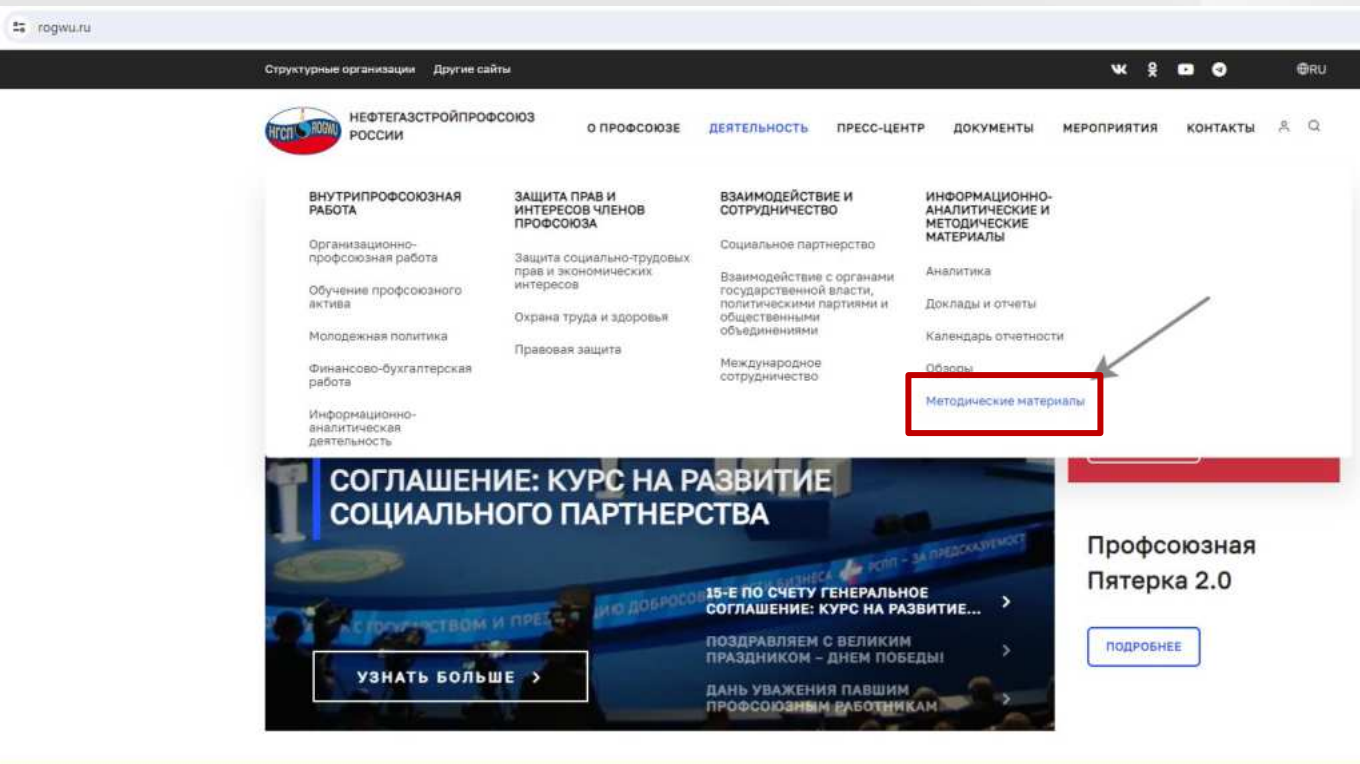 rogwu.ru
Структурные организации Другие сайты
RU
НГСП ROGWU
НЕФТЕГАЗСТРОЙПРОФСОЮЗ
РОССИИ
О ПРОФСОЮЗЕ ДЕЯТЕЛЬНОСТЬ ПРЕСС-ЦЕНТР ДОКУМЕНТЫ МЕРОПРИЯТИЯ КОНТАКТЫ
ВНУТРИПРОФСОЮЗНАЯ
РАБОТА
Организационно-
профсоюзная работа
Обучение профсоюзного
актива
Молодежная политика
Финансово-бухгалтерская
работа
Информационно-
аналитическая
деятельность
ЗАЩИТА ПРАВ И
ИНТЕРЕСОВ ЧЛЕНОВ
ПРОФСОЮЗА
Защита социально-трудовых
прав и экономических
интересов
Охрана труда и здоровья
Правовая защита
ВЗАИМОДЕЙСТВИЕ И
СОТРУДНИЧЕСТВО
Социальное партнерство
Взаимодействие с органами
государственной власти,
политическими партиями и
общественными
объединениями
Международное
сотрудничество
ИНФОРМАЦИОННО-
АНАЛИТИЧЕСКИЕ И
МЕТОДИЧЕСКИЕ
МАТЕРИАЛЫ
Аналитика
Доклады и отчеты
Календарь отчетности
Обзоры
Методические материалы
СОГЛАШЕНИЕ: КУРС НА РАЗВИТИЕ
СОЦИАЛЬНОГО ПАРТНЕРСТВА
РСПП – ЗА ПРЕДСКАЗУЕМОСТ
15-Е ПО СЧЕТУ ГЕНЕРАЛЬНОЕ
СОГЛАШЕНИЕ: КУРС НА РАЗВИТИЕ...
ПОЗДРАВЛЯЕМ С ВЕЛИКИМ
ПРАЗДНИКОМ – ДНЕМ ПОБЕДЫ!
ДАНЬ УВАЖЕНИЯ ПАВШИМ
ПРОФСОЮЗНЫМ РАБОТНИКАМ
УЗНАТЬ БОЛЬШЕ
Профсоюзная
Пятерка 2.0
ПОДРОБНЕЕ